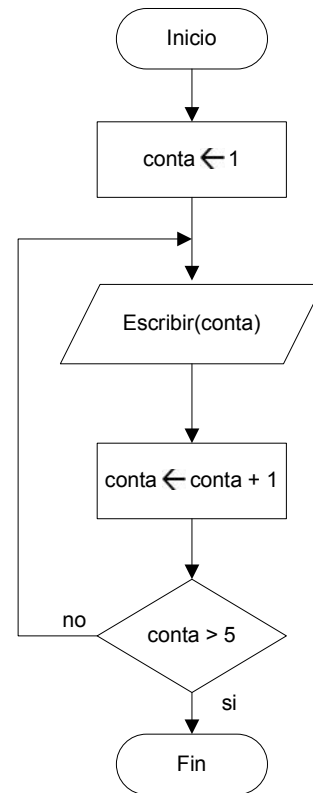 Inicio
conta ← 1
Escribir(conta)
conta ← conta + 1
conta > 5
no
si
Fin